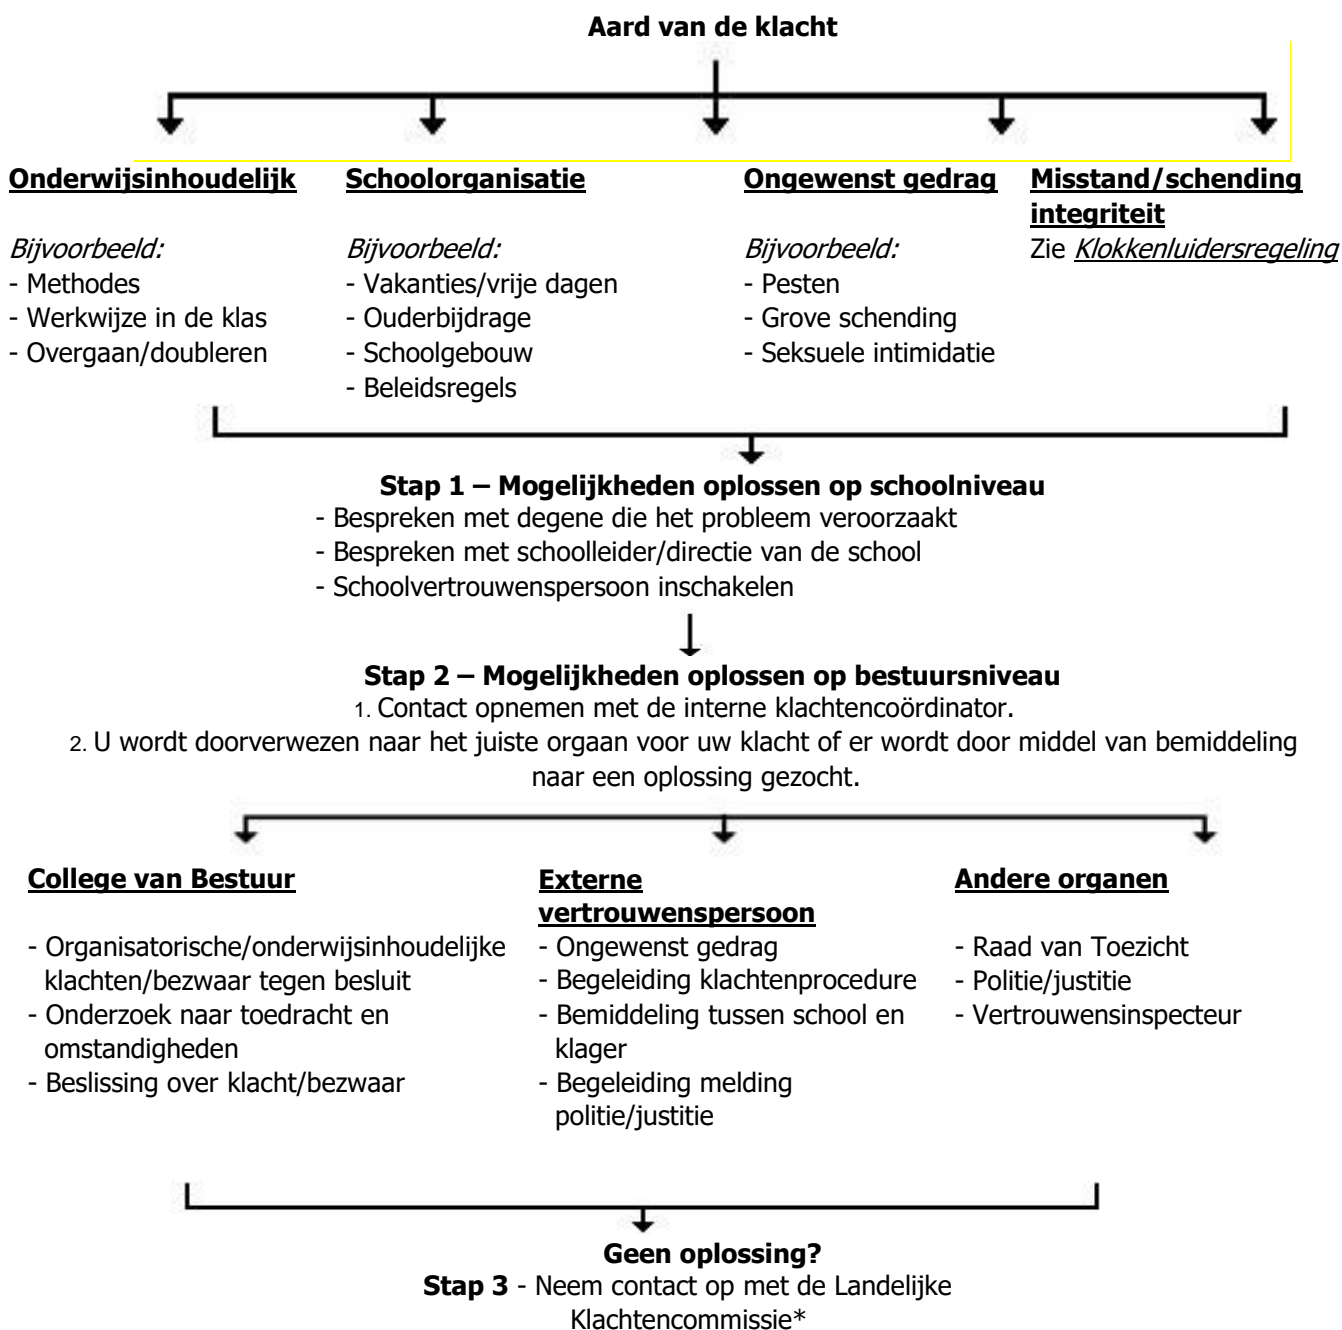 Aard van de klacht
Onderwijsinhoudelijk
Bijvoorbeeld:
- Methodes
- Werkwijze in de klas
- Overgaan/doubleren
Schoolorganisatie
Bijvoorbeeld:
- Vakanties/vrije dagen
- Ouderbijdrage
- Schoolgebouw
- Beleidsregels
Ongewenst gedrag
Bijvoorbeeld:
- Pesten
- Grove schending
- Seksuele intimidatie
Misstand/schending
integriteit
Zie Klokkenluidersregeling
Stap 1 – Mogelijkheden oplossen op schoolniveau
- Bespreken met degene die het probleem veroorzaakt
- Bespreken met schoolleider/directie van de school
- Schoolvertrouwenspersoon inschakelen
Stap 2 – Mogelijkheden oplossen op bestuursniveau
1. Contact opnemen met de interne klachtencoördinator.
2. U wordt doorverwezen naar het juiste orgaan voor uw klacht of er wordt door middel van bemiddeling
naar een oplossing gezocht.
College van Bestuur
- Organisatorische/onderwijsinhoudelijke
klachten/bezwaar tegen besluit
- Onderzoek naar toedracht en
omstandigheden
- Beslissing over klacht/bezwaar
Externe
vertrouwenspersoon
- Ongewenst gedrag
- Begeleiding klachtenprocedure
- Bemiddeling tussen school en
klager
- Begeleiding melding
politie/justitie
Andere organen
- Raad van Toezicht
- Politie/justitie
- Vertrouwensinspecteur
Geen oplossing?
Stap 3 - Neem contact op met de Landelijke
Klachtencommissie*